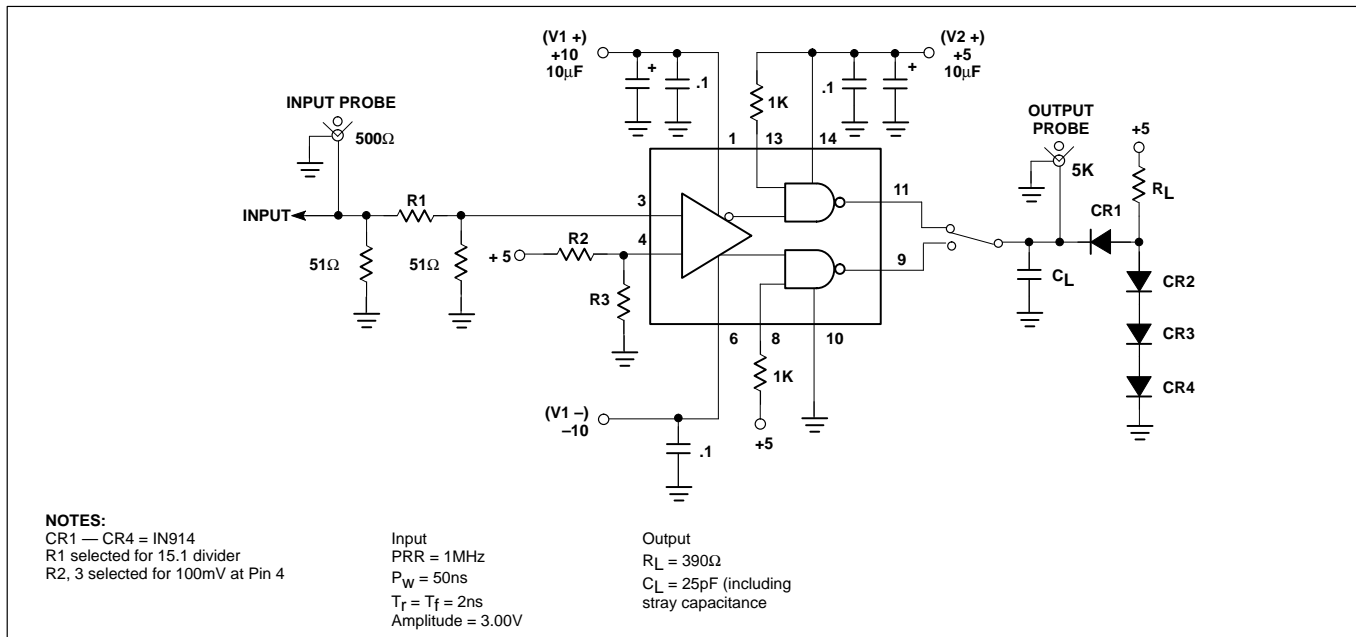 (V1 +)
+10
10μF
(V2 +)
+5
10μF
+
.1
1K
.1
+
INPUT PROBE
500Ω
OUTPUT
PROBE
5K
+5
RL
1
13
14
INPUT
R1
3
11
CR1
51Ω
51Ω
+ 5
R2
4
9
CL
CR2
R3
CR3
6
8
10
1K
CR4
(V1 –)
–10
.1
+5
NOTES:
CR1 — CR4 = IN914
R1 selected for 15.1 divider
R2, 3 selected for 100mV at Pin 4
Input
PRR = 1MHz
PW = 50ns
Tr = Tf = 2ns
Amplitude = 3.00V
Output
RL = 390Ω
CL = 25pF (including
stray capacitance